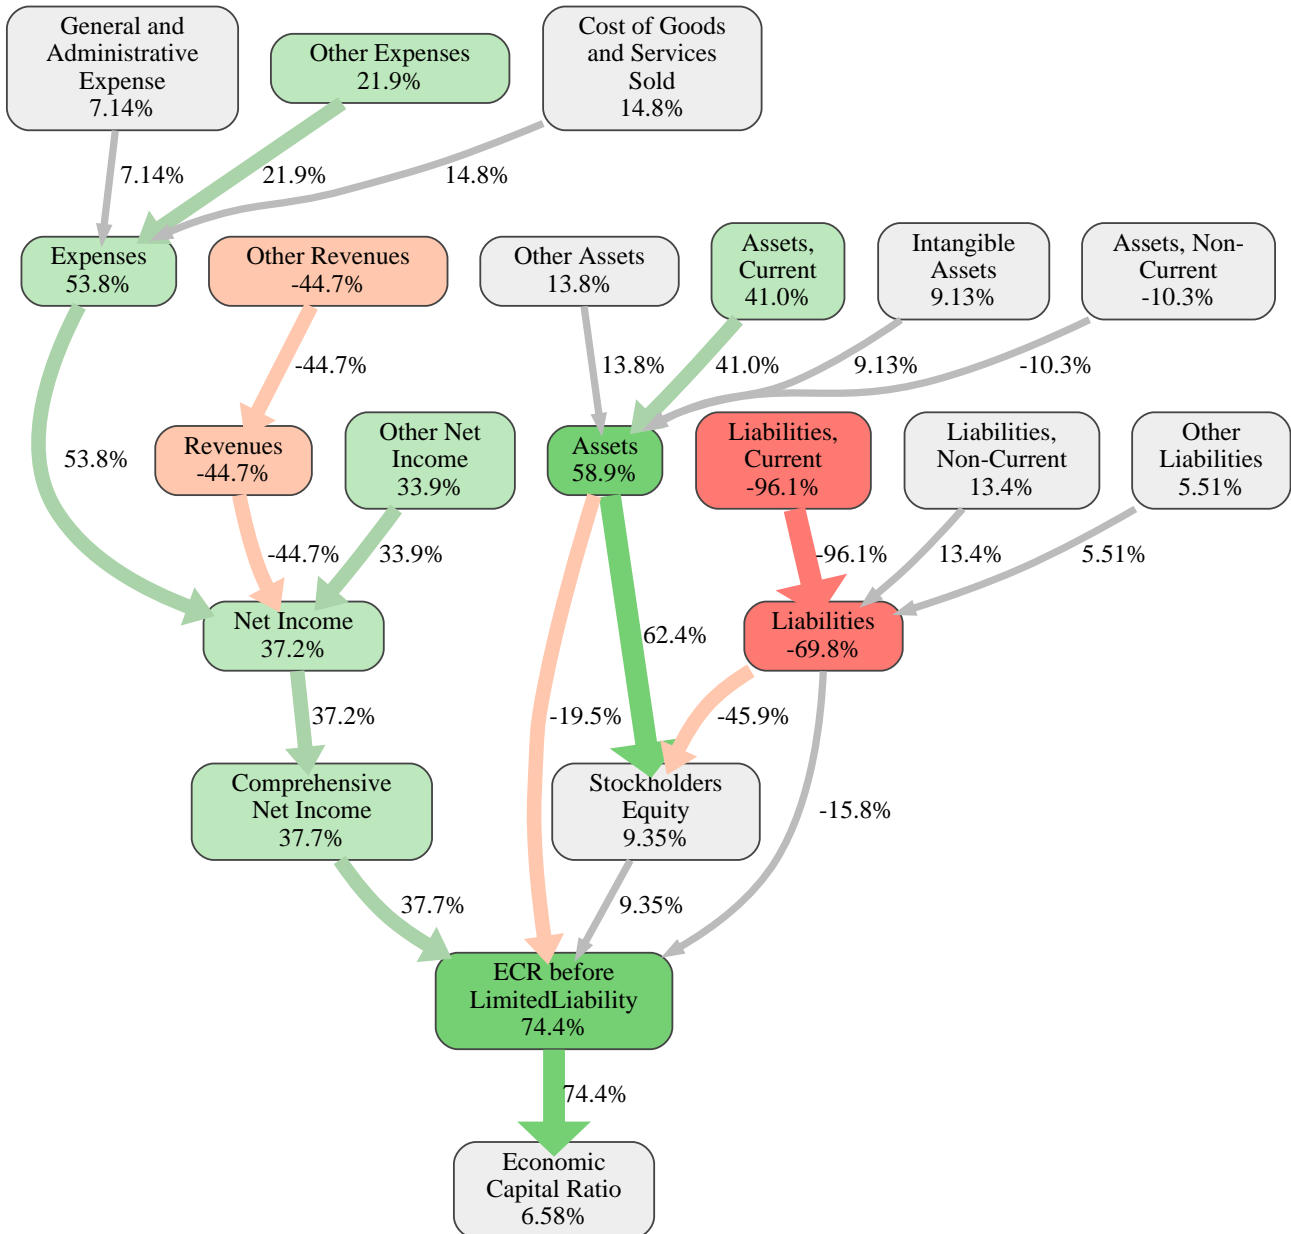 General and
Administrative
Expense
7.14%
Other Expenses
21.9%
Cost of Goods
and Services
Sold
14.8%
7.14%
21.9%
14.8%
Expenses
53.8%
Other Revenues
-44.7%
Other Assets
13.8%
Assets,
Current
41.0%
Intangible
Assets
9.13%
Assets, Non-
Current
-10.3%
-44.7%
13.8%
41.0%
9.13%
-10.3%
53.8%
Revenues
-44.7%
Other Net
Income
33.9%
Assets
58.9%
Liabilities,
Current
-96.1%
Liabilities,
Non-Current
13.4%
Other
Liabilities
5.51%
-44.7%
33.9%
-96.1%
13.4%
5.51%
Net Income
37.2%
62.4%
Liabilities
-69.8%
37.2%
-19.5%
-45.9%
Comprehensive
Net Income
37.7%
Stockholders
Equity
9.35%
-15.8%
37.7%
9.35%
ECR before
LimitedLiability
74.4%
74.4%
Economic
Capital Ratio
6.58%